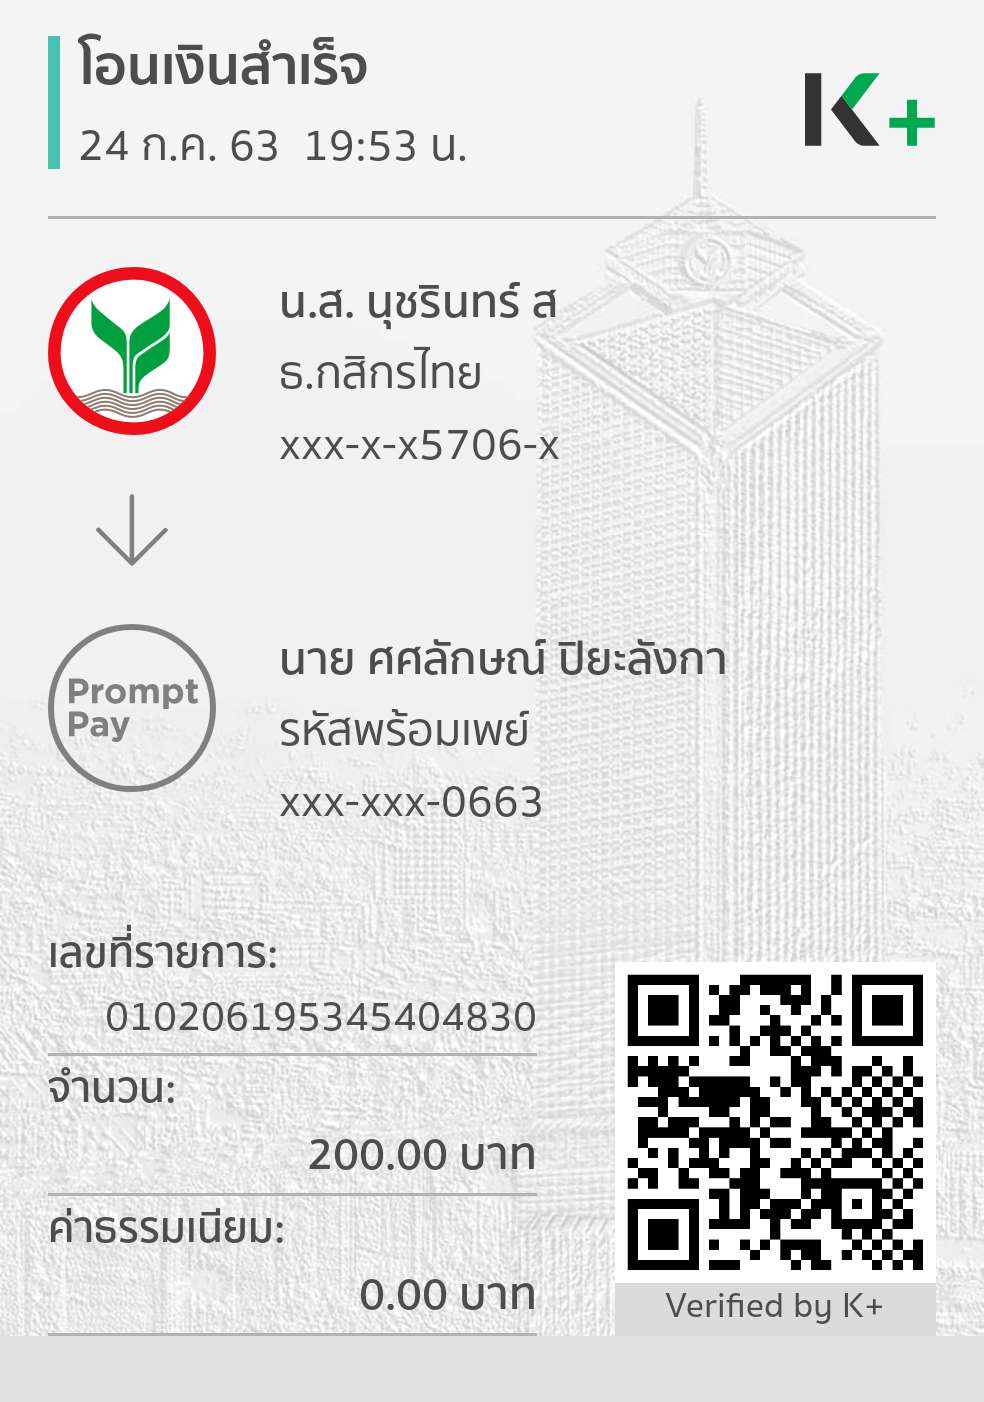 โอนเงินสำเร็จ
24 ก.ค. 63 19:53 น.
K+
น.ส. นุชรินทร์ ส
ธ.กสิกรไทย
xxx-x-x5706-x
Prompt
Pay
นาย ศศลักษณ์ ปิยะลังกา
รหัสพร้อมเพย์
xxx-xxx-0663
เลขที่รายการ:
010206195345404830
จำนวน:
200.00 บาท
ค่าธรรมเนียม:
0.00 บาท
Verified by K+